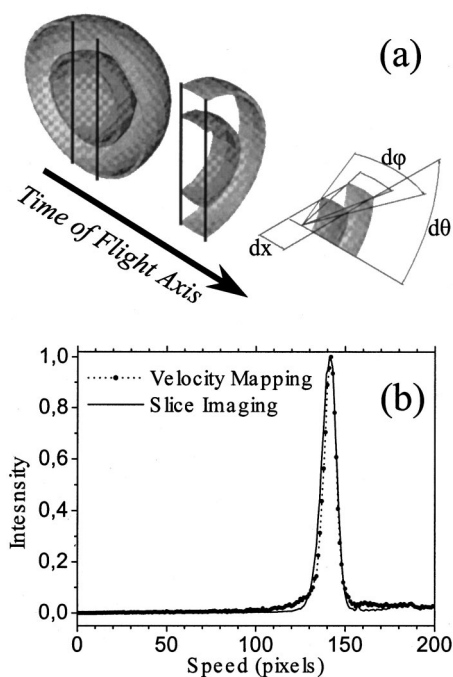 (a)
Time of Flight Axis
dφ
dx
dθ
(b)
1,0
0,8
0,6
0,4
0,2
0,0
Intesnsity
Velocity Mapping
Slice Imaging
0 50 100 150 200
Speed (pixels)